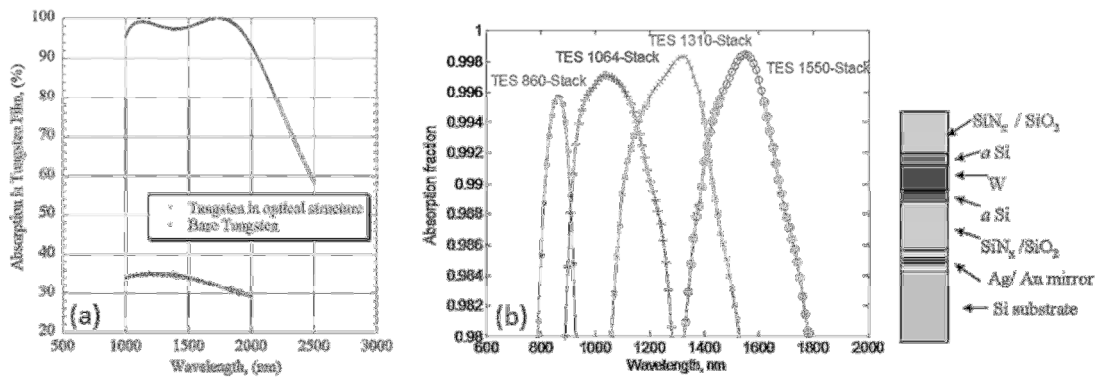 Absorption in Tungsten Film, (%)
100
90
80
70
60
50
40
30
20
Tungsten in optical structure
Bare Tungsten
(a)
500 1000 1500 2000 2500 3000
Wavelength, (nm)
Absorption fraction
1
0.998
0.996
0.994
0.992
0.99
0.988
0.986
0.984
0.982
0.98
TES 860-Stack
TES 1064-Stack
TES 1310-Stack
TES 1550-Stack
(b)
600 800 1000 1200 1400 1600 1800 2000
Wavelength, nm
SiNx / SiO2
a Si
W
a Si
SiNx /SiO2
Ag/ Au mirror
Si substrate